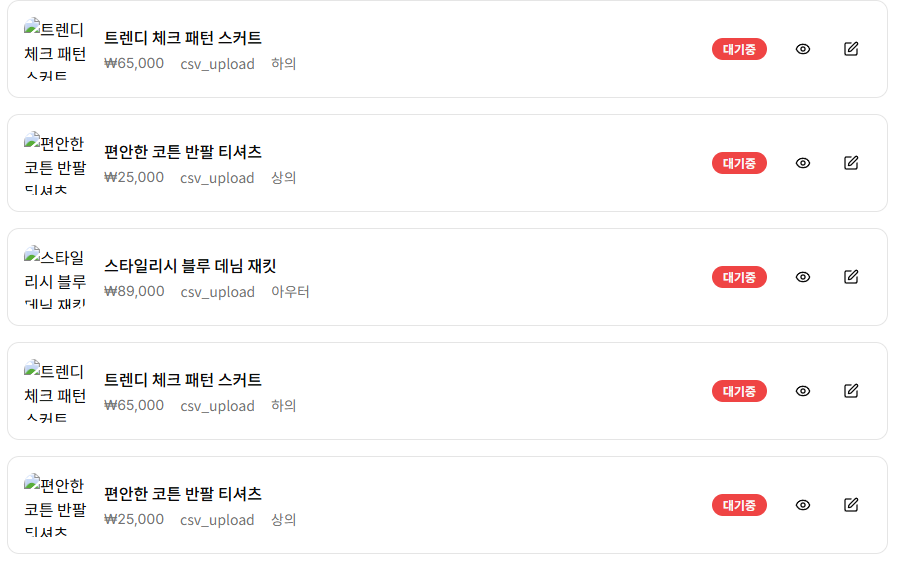 트렌디
체크 패턴
스커트
트렌디 체크 패턴 스커트
₩65,000 csv_upload 하의
대기중
편안한
코튼 반팔
티셔츠
편안한 코튼 반팔 티셔츠
₩25,000 csv_upload 상의
대기중
스타일
리시 블루
데님 재킷
스타일리시 블루 데님 재킷
₩89,000 csv_upload 아우터
대기중
트렌디
체크 패턴
스커트
트렌디 체크 패턴 스커트
₩65,000 csv_upload 하의
대기중
편안한
코튼 반팔
티셔츠
편안한 코튼 반팔 티셔츠
₩25,000 csv_upload 상의
대기중